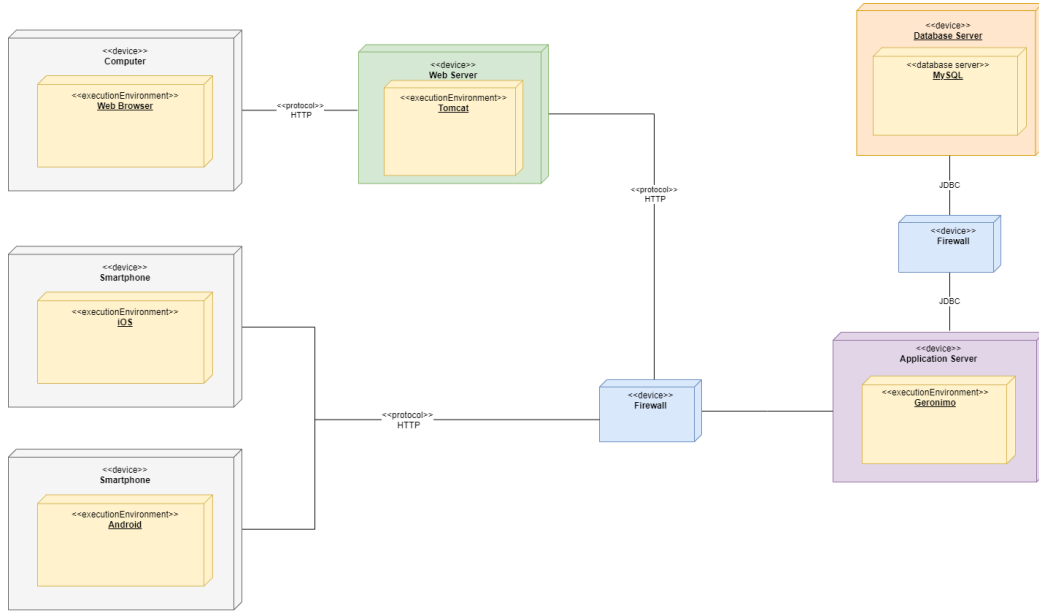 <<device>>
Computer
<<executionEnvironment>>
Web Browser
<<protocol>>
HTTP
<<device>>
Web Server
<<executionEnvironment>>
Tomcat
<<protocol>>
HTTP
<<device>>
Database Server
<<database server>>
MySQL
JDBC
<<device>>
Firewall
JDBC
<<device>>
Smartphone
<<executionEnvironment>>
iOS
<<device>>
Smartphone
<<executionEnvironment>>
Android
<<protocol>>
HTTP
<<device>>
Firewall
<<device>>
Application Server
<<executionEnvironment>>
Geronimo